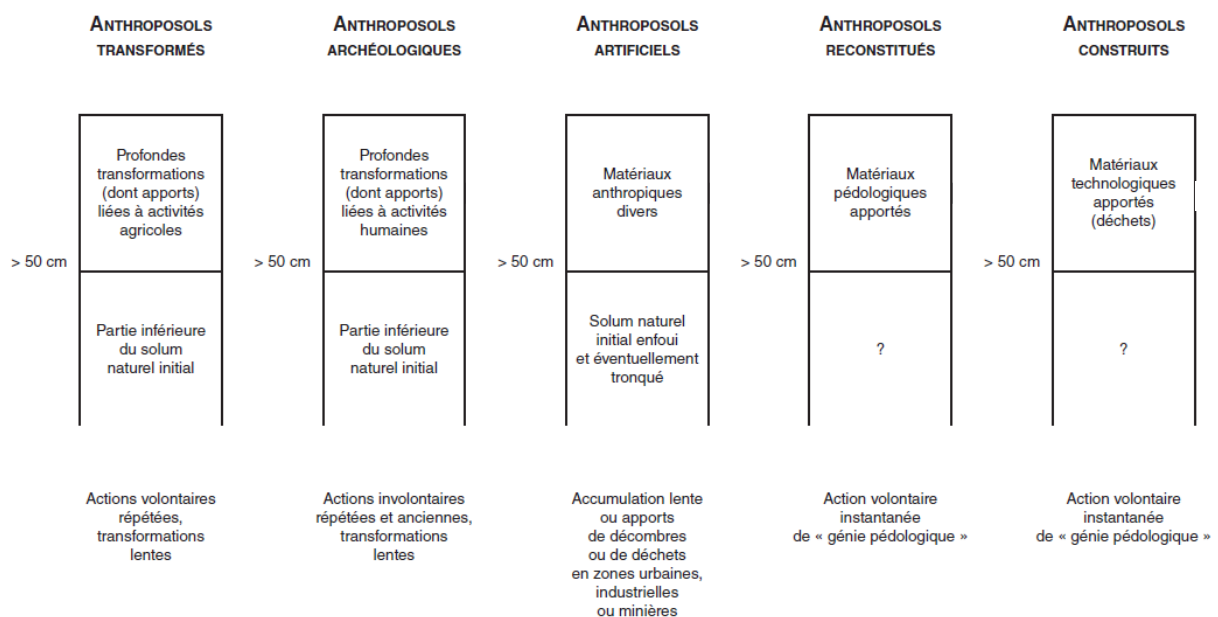 ANTHROPOSOLS
TRANSFORMÉS
ANTHROPOSOLS
ARCHÉOLOGIQUES
ANTHROPOSOLS
ARTIFICIELS
ANTHROPOSOLS
RECONSTITUÉS
ANTHROPOSOLS
CONSTRUITS
Profondes
transformations
(dont apports)
liées à activités
agricoles
Profondes
transformations
(dont apports)
liées à activités
humaines
Matériaux
anthropiques
divers
Matériaux
pédologiques
apportés
Matériaux
technologiques
apportés
(déchets)
> 50 cm
> 50 cm
> 50 cm
> 50 cm
> 50 cm
Partie inférieure
du solum
naturel initial
Partie inférieure
du solum
naturel initial
Solum naturel
initial enfoui
et éventuellement
tronqué
?
?
Actions volontaires
répétées,
transformations
lentes
Actions involontaires
répétées et anciennes,
transformations
lentes
Accumulation lente
ou apports
de décombres
ou de déchets
en zones urbaines,
industrielles
ou minières
Action volontaire
instantanée
de « génie pédologique »
Action volontaire
instantanée
de « génie pédologique »